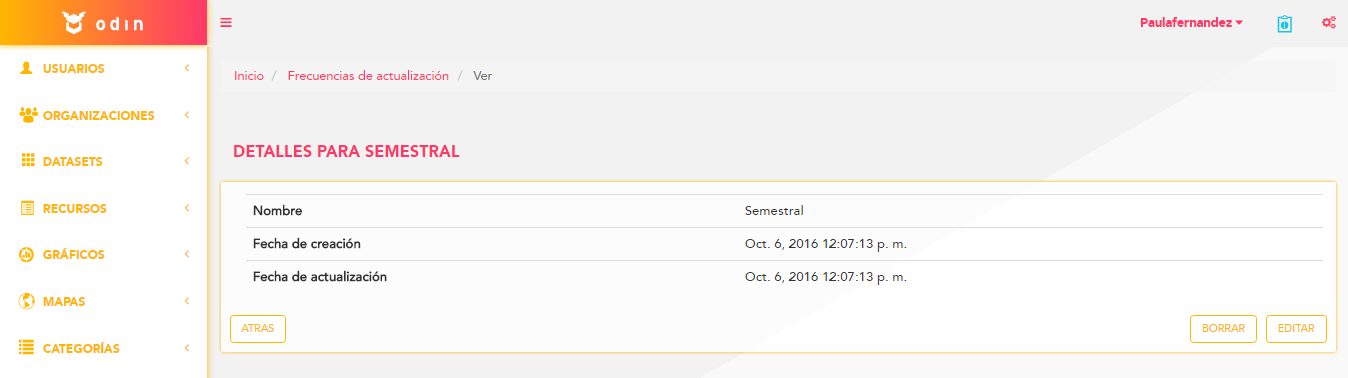 odin
Paulafernandez
USUARIOS
ORGANIZACIONES
DATASETS
RECURSOS
GRÁFICOS
MAPAS
CATEGORÍAS
Inicio / Frecuencias de actualización / Ver
DETALLES PARA SEMESTRAL
Nombre Semestral
Fecha de creación Oct. 6, 2016 12:07:13 p. m.
Fecha de actualización Oct. 6, 2016 12:07:13 p. m.
ATRAS BORRAR EDITAR